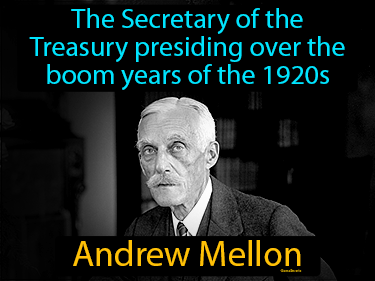 The Secretary of the
Treasury presiding over the
boom years of the 1920s
Andrew Mellon